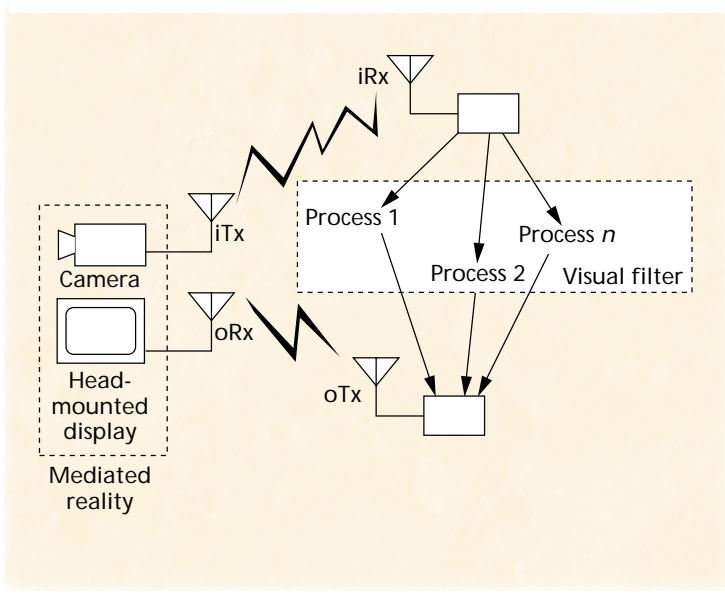 iRx
iTx
Process 1
Process n
Process 2
Visual filter
Camera
oRx
oTx
Head-
mounted
display
Mediated
reality